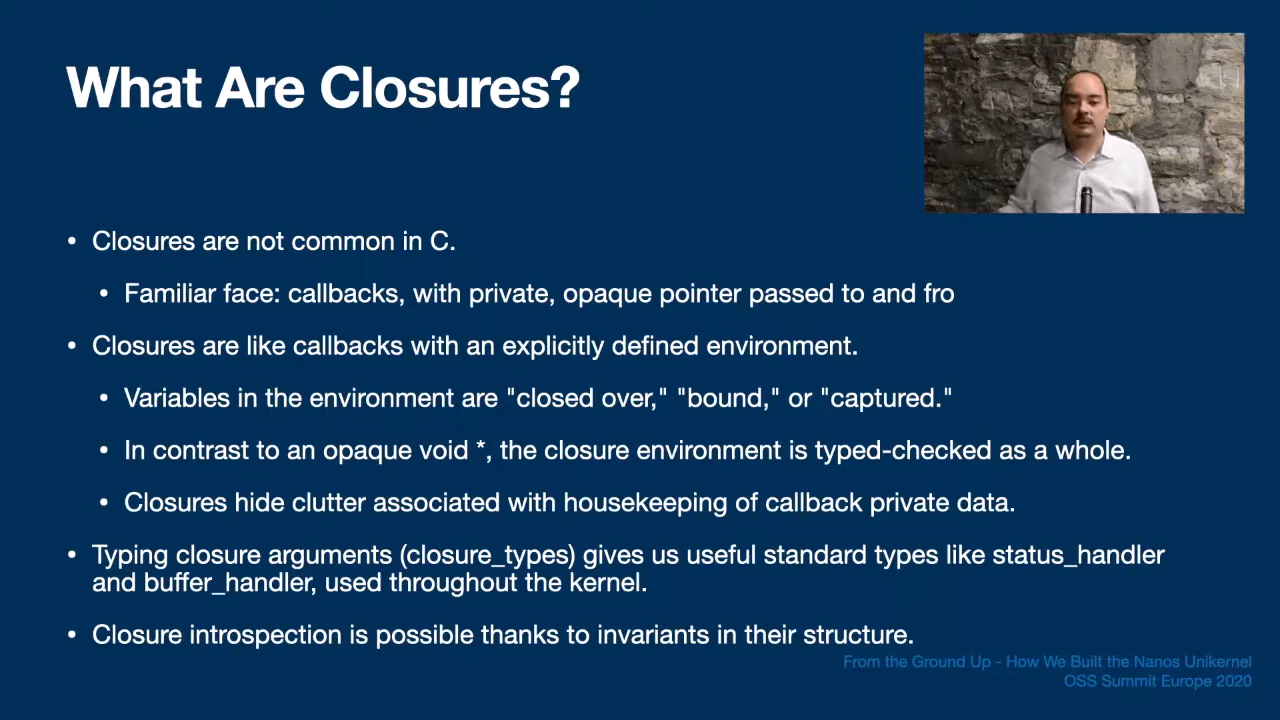 What Are Closures?
• Closures are not common in C.
• Familiar face: callbacks, with private, opaque pointer passed to and fro
• Closures are like callbacks with an explicitly defined environment.
• Variables in the environment are "closed over," "bound," or "captured."
• In contrast to an opaque void *, the closure environment is typed-checked as a whole.
• Closures hide clutter associated with housekeeping of callback private data.
• Typing closure arguments (closure_types) gives us useful standard types like status_handler
and buffer_handler, used throughout the kernel.
• Closure introspection is possible thanks to invariants in their structure.
From the Ground Up - How We Built the Nanos Unikernel
OSS Summit Europe 2020